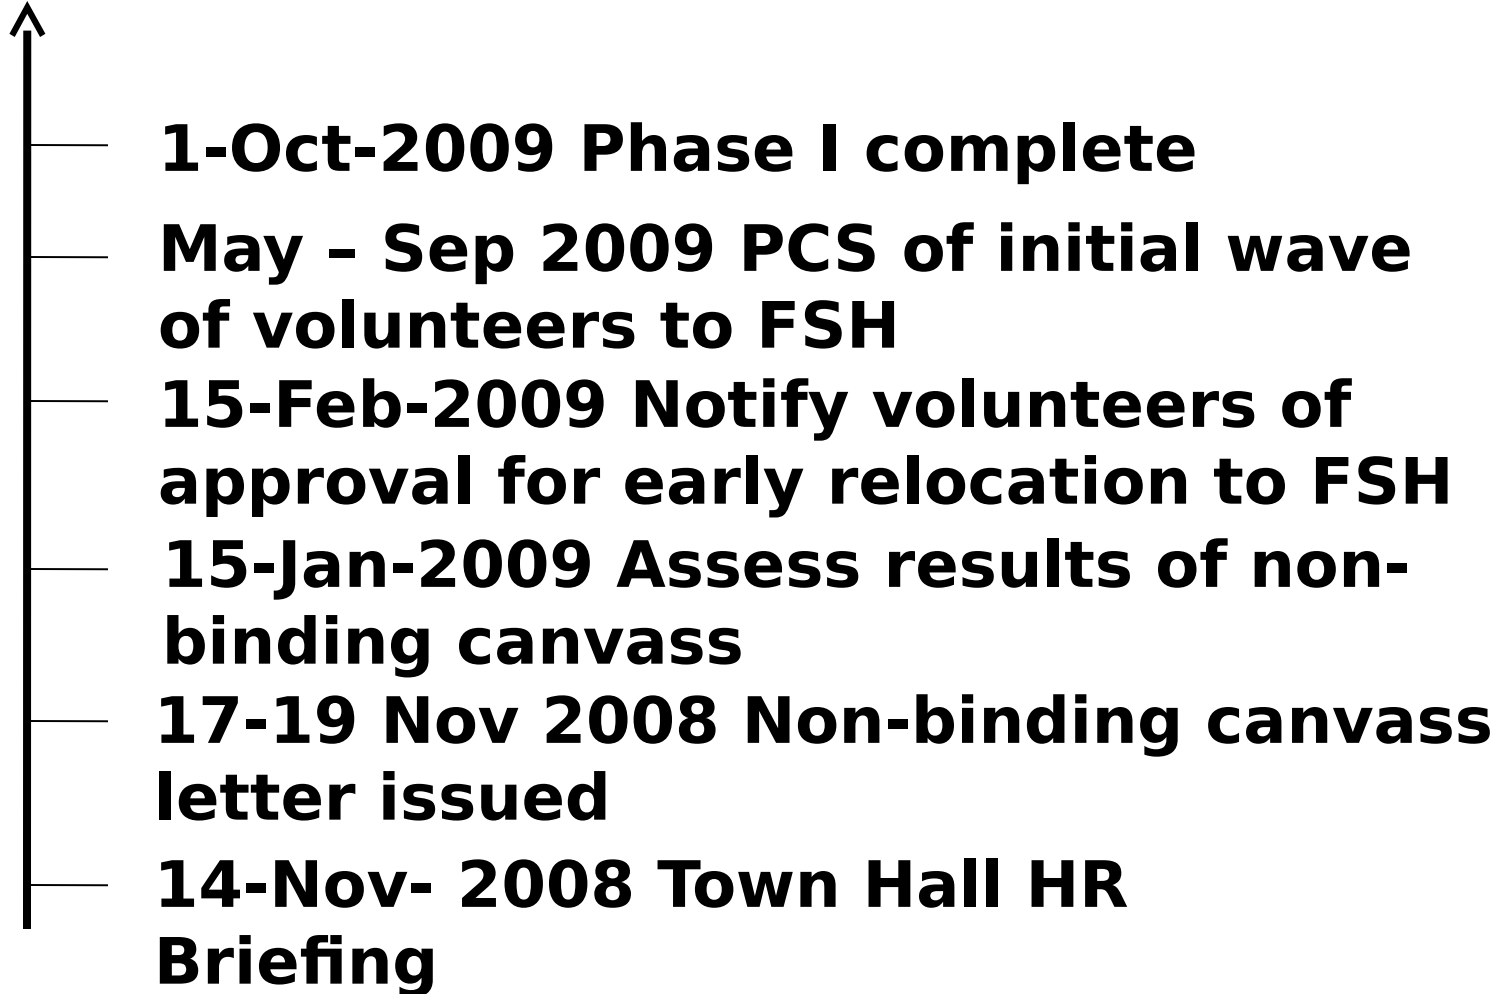 1-Oct-2009 Phase I complete
May – Sep 2009 PCS of initial wave
of volunteers to FSH
15-Feb-2009 Notify volunteers of
approval for early relocation to FSH
15-Jan-2009 Assess results of non-
binding canvass
17-19 Nov 2008 Non-binding canvass
letter issued
14-Nov- 2008 Town Hall HR
Briefing